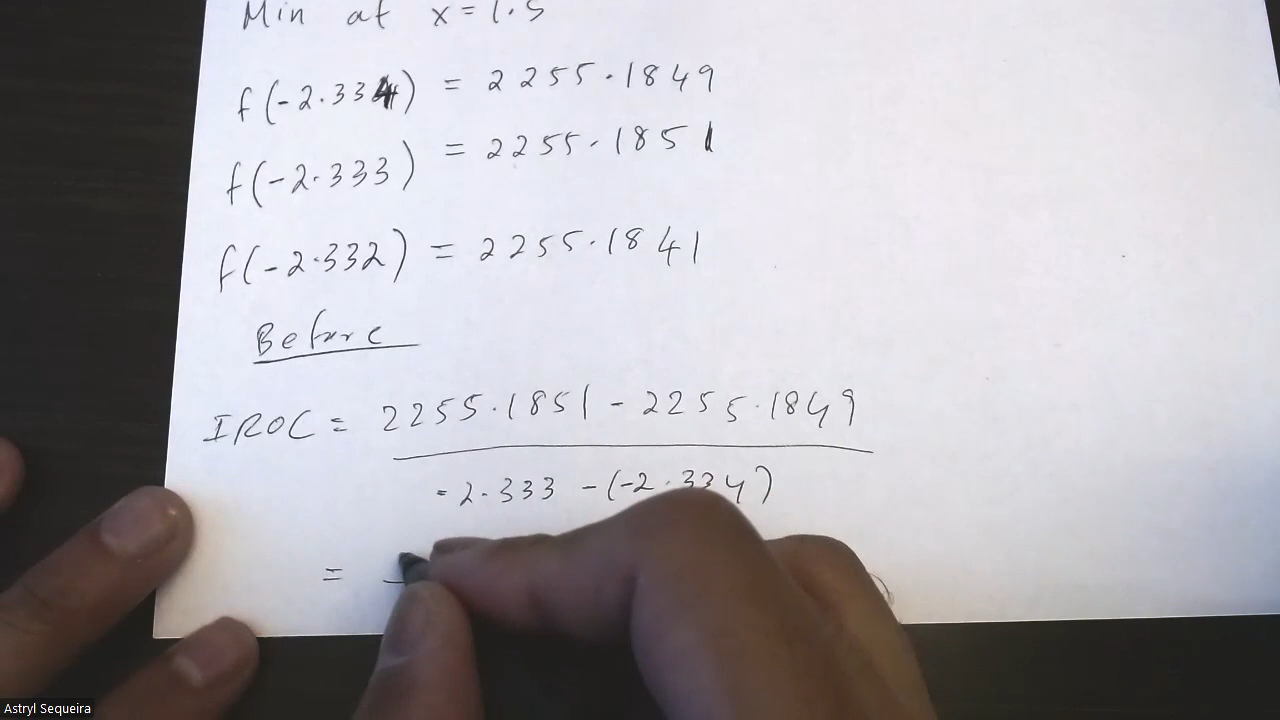 Min at x = 1.5
f(-2.334) = 2255.1849
f(-2.333) = 2255.1851
f(-2.332) = 2255.1841
Before
IROC = 2255.1851 - 2255.1849
-2.333 - (-2.334)
=
Astryl Sequeira